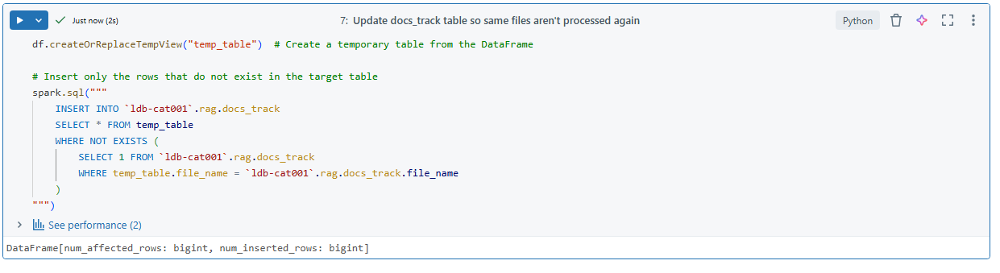 Just now (2s)
7: Update docs_track table so same files aren't processed again
Python
df.createOrReplaceTempView("temp_table")  # Create a temporary table from the DataFrame
# Insert only the rows that do not exist in the target table
spark.sql("""
    INSERT INTO `ldb-cat001`.rag.docs_track
    SELECT * FROM temp_table
    WHERE NOT EXISTS (
        SELECT 1 FROM `ldb-cat001`.rag.docs_track
        WHERE temp_table.file_name = `ldb-cat001`.rag.docs_track.file_name
    )
""")
See performance (2)
DataFrame[num_affected_rows: bigint, num_inserted_rows: bigint]